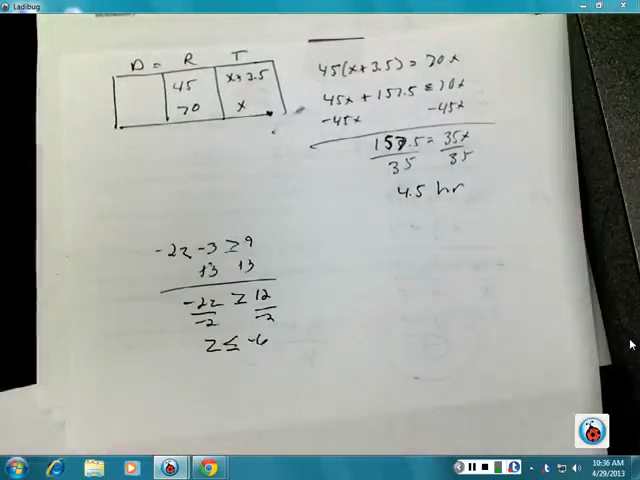 Ladibug
D = R T
45 x+3.5
70 x
45(x+3.5) = 70x
45x + 157.5 = 70x
-45x -45x
157.5 = 35x
35 35
4.5 hr
-2z -3 ≥ 9
+3 +3
-2z ≥ 12
-2 -2
z ≤ -6
10:36 AM
4/29/2013